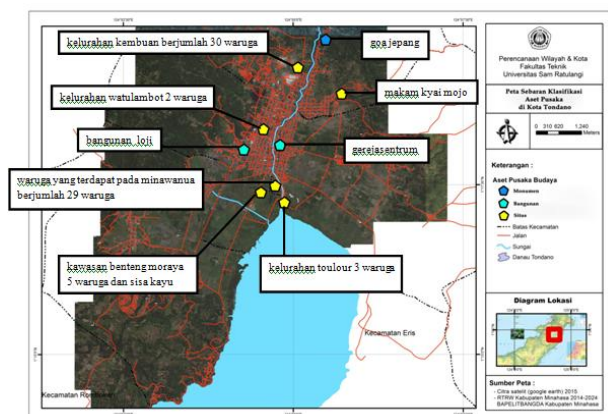 kelurahan kembuan berjumlah 30 waruga
goa jepang
kelurahan watulambot 2 waruga
makam kyai mojo
bangunan loji
gerejasentrum
waruga yang terdapat pada minawanua
berjumlah 29 waruga
kawasan benteng moraya
5 waruga dan sisa kayu
kelurahan toulour 3 waruga
Kecamatan Eris
Perencanaan Wilayah & Kota
Fakultas Teknik
Universitas Sam Ratulangi
Peta Sebaran Klasifikasi
Aset Pusaka
di Kota Tondano
0 310 620 1,240
Meters
Keterangan :
Aset Pusaka Budaya
Monumen
Bangunan
Situs
Batas Kecamatan
Jalan
Sungai
Danau Tondano
Diagram Lokasi
Sumber Peta :
- Citra satelit (google earth) 2015
- RTRW Kabupaten Minahasa 2014-2024
BAPELITBANGDA Kabupaten Minahasa